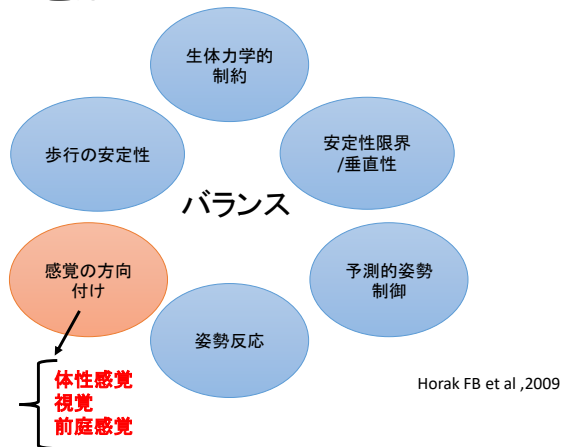 生体力学的
制約
歩行の安定性
安定性限界
/垂直性
バランス
感覚の方向
付け
予測的姿勢
制御
姿勢反応
体性感覚
視覚
前庭感覚
Horak FB et al ,2009